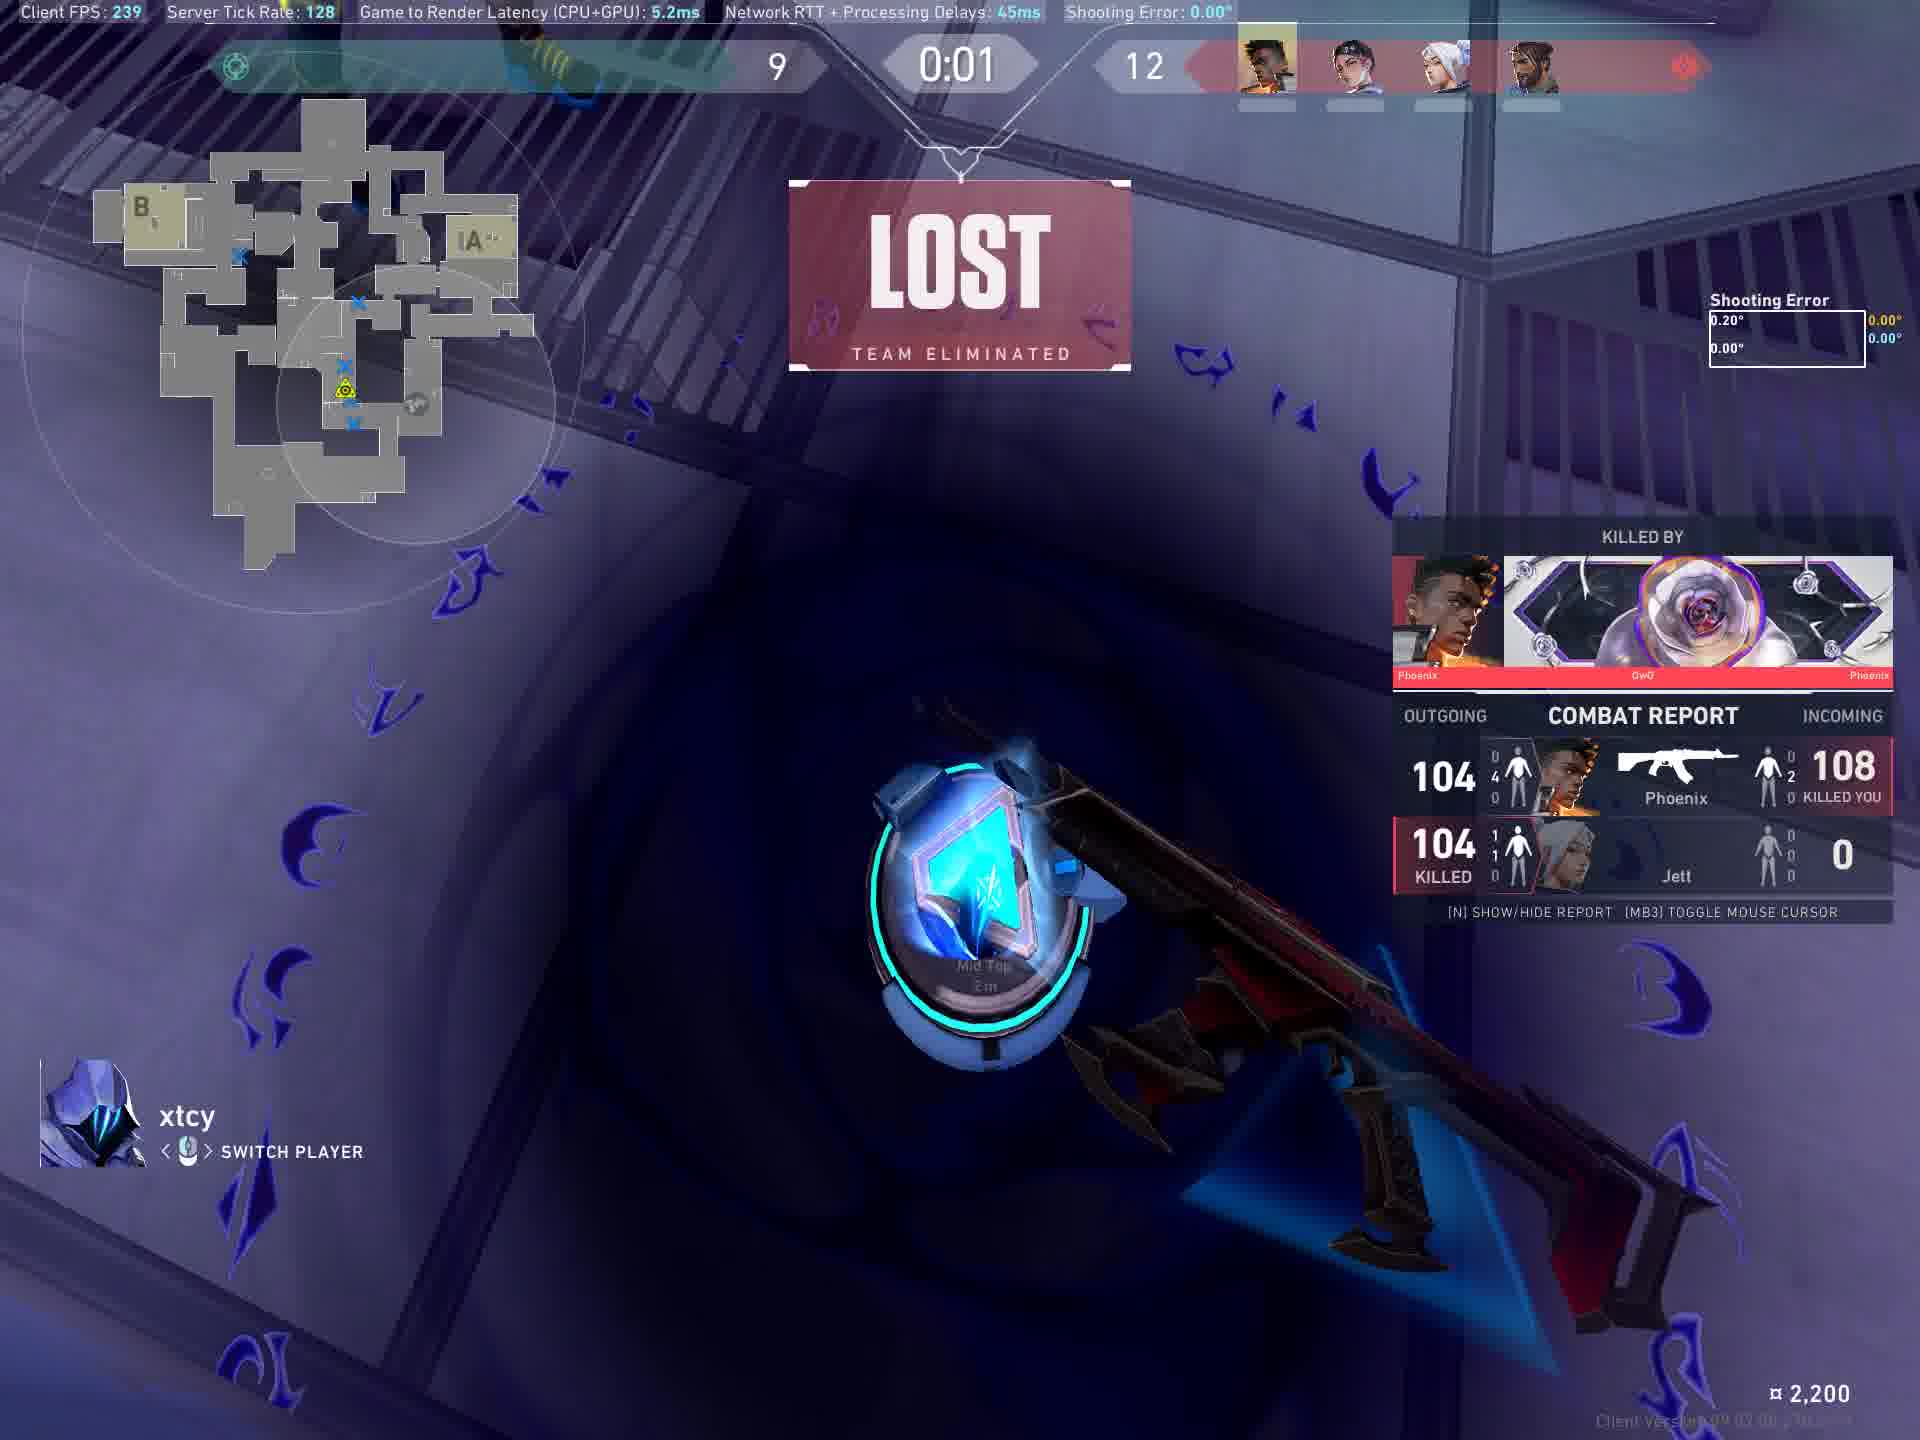 Client FPS: 239 Server Tick Rate: 128 Game to Render Latency (CPU+GPU): 5.2ms Network RTT + Processing Delays: 45ms Shooting Error: 0.00°
9 0:01 12
B
A
LOST
TEAM ELIMINATED
Shooting Error
0.20° 0.00°
0.00°
0.00°
KILLED BY
Phoenix OwO Phoenix
OUTGOING COMBAT REPORT INCOMING
104 0 4 0 Phoenix 0 2 0 108
KILLED YOU
104 1 1 0 Jett 0 0 0 0
KILLED
[N] SHOW/HIDE REPORT [MB3] TOGGLE MOUSE CURSOR
Mid Top
2m
xtcy
< > SWITCH PLAYER
¤ 2,200